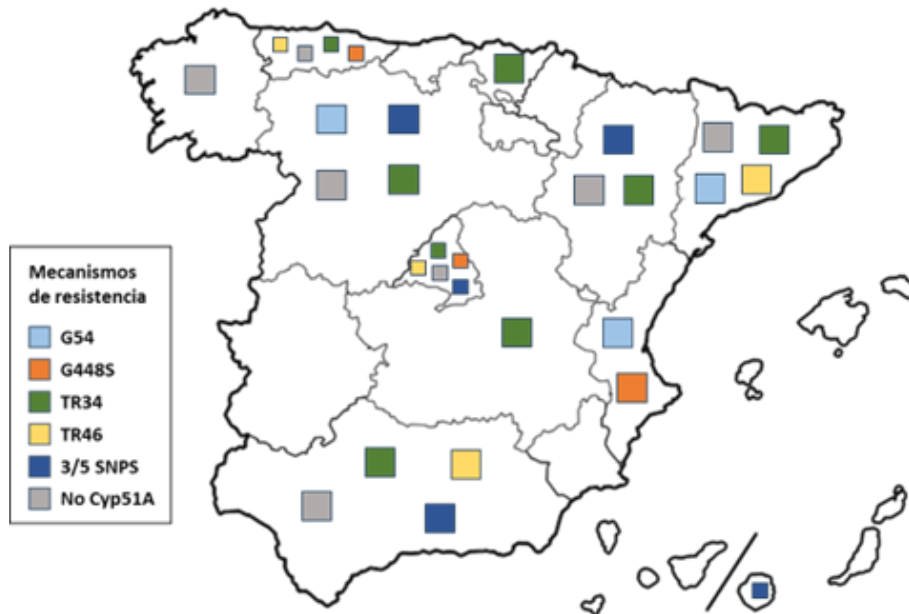 Mecanismos
de resistencia
G54
G448S
TR34
TR46
3/5 SNPS
No Cyp51A